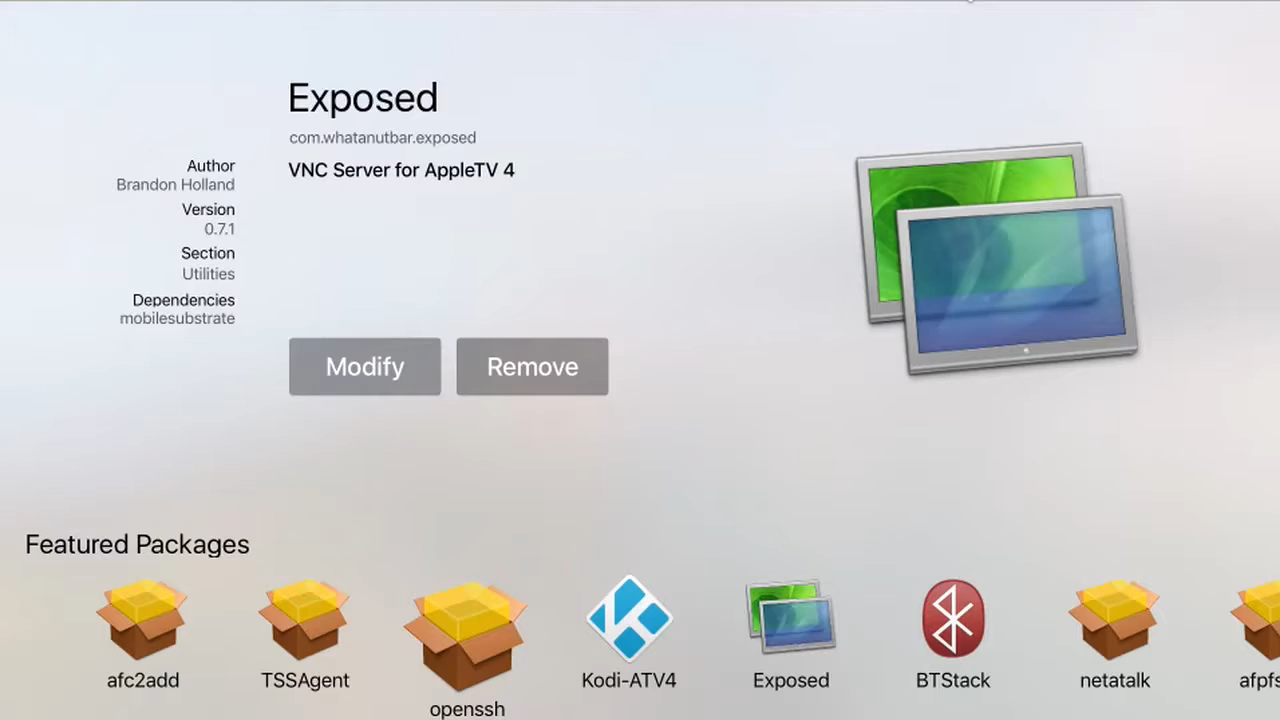 Exposed
com.whatanutbar.exposed
VNC Server for AppleTV 4
Author
Brandon Holland
Version
0.7.1
Section
Utilities
Dependencies
mobilesubstrate
Modify
Remove
Featured Packages
afc2add
TSSAgent
openssh
Kodi-ATV4
Exposed
BTStack
netatalk
afpfs